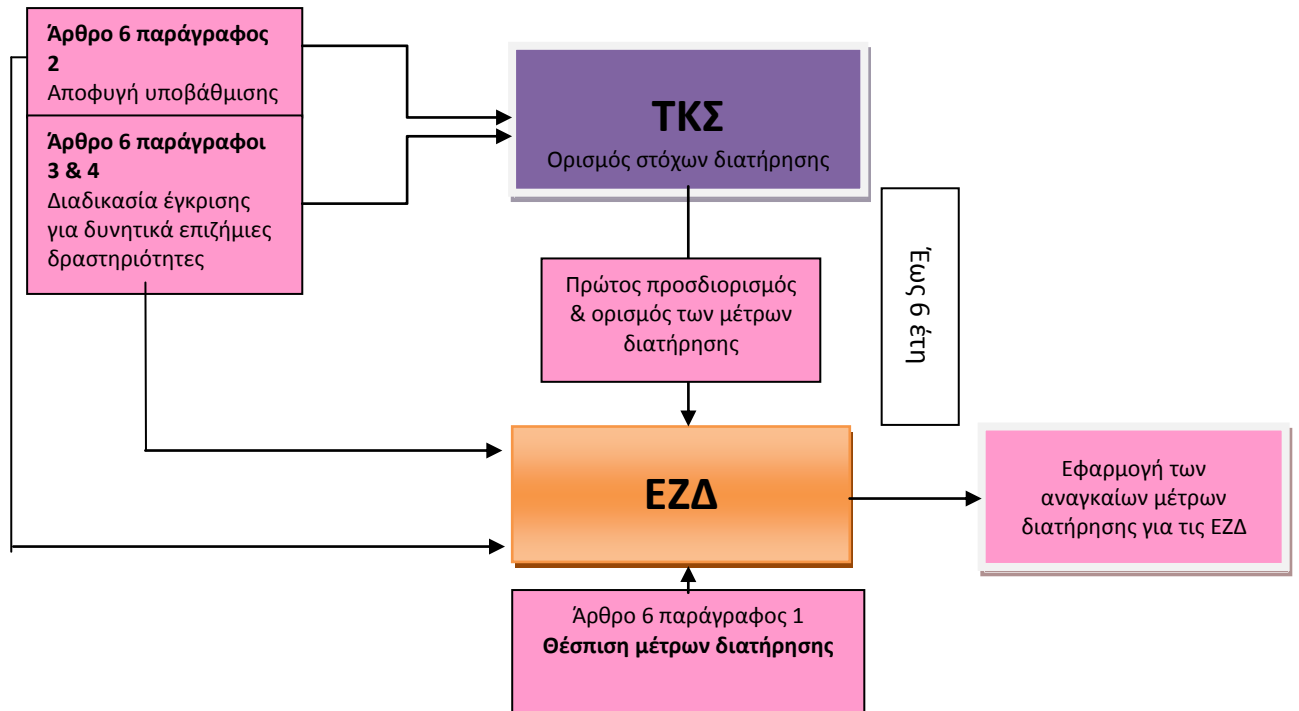 Άρθρο 6 παράγραφος
2
Αποφυγή υποβάθμισης
Άρθρο 6 παράγραφοι
3 & 4
Διαδικασία έγκρισης
για δυνητικά επιζήμιες
δραστηριότητες
ΤΚΣ
Ορισμός στόχων διατήρησης
Έως 6 έτη
Πρώτος προσδιορισμός
& ορισμός των μέτρων
διατήρησης
ΕΖΔ
Εφαρμογή των
αναγκαίων μέτρων
διατήρησης για τις ΕΖΔ
Άρθρο 6 παράγραφος 1
Θέσπιση μέτρων διατήρησης